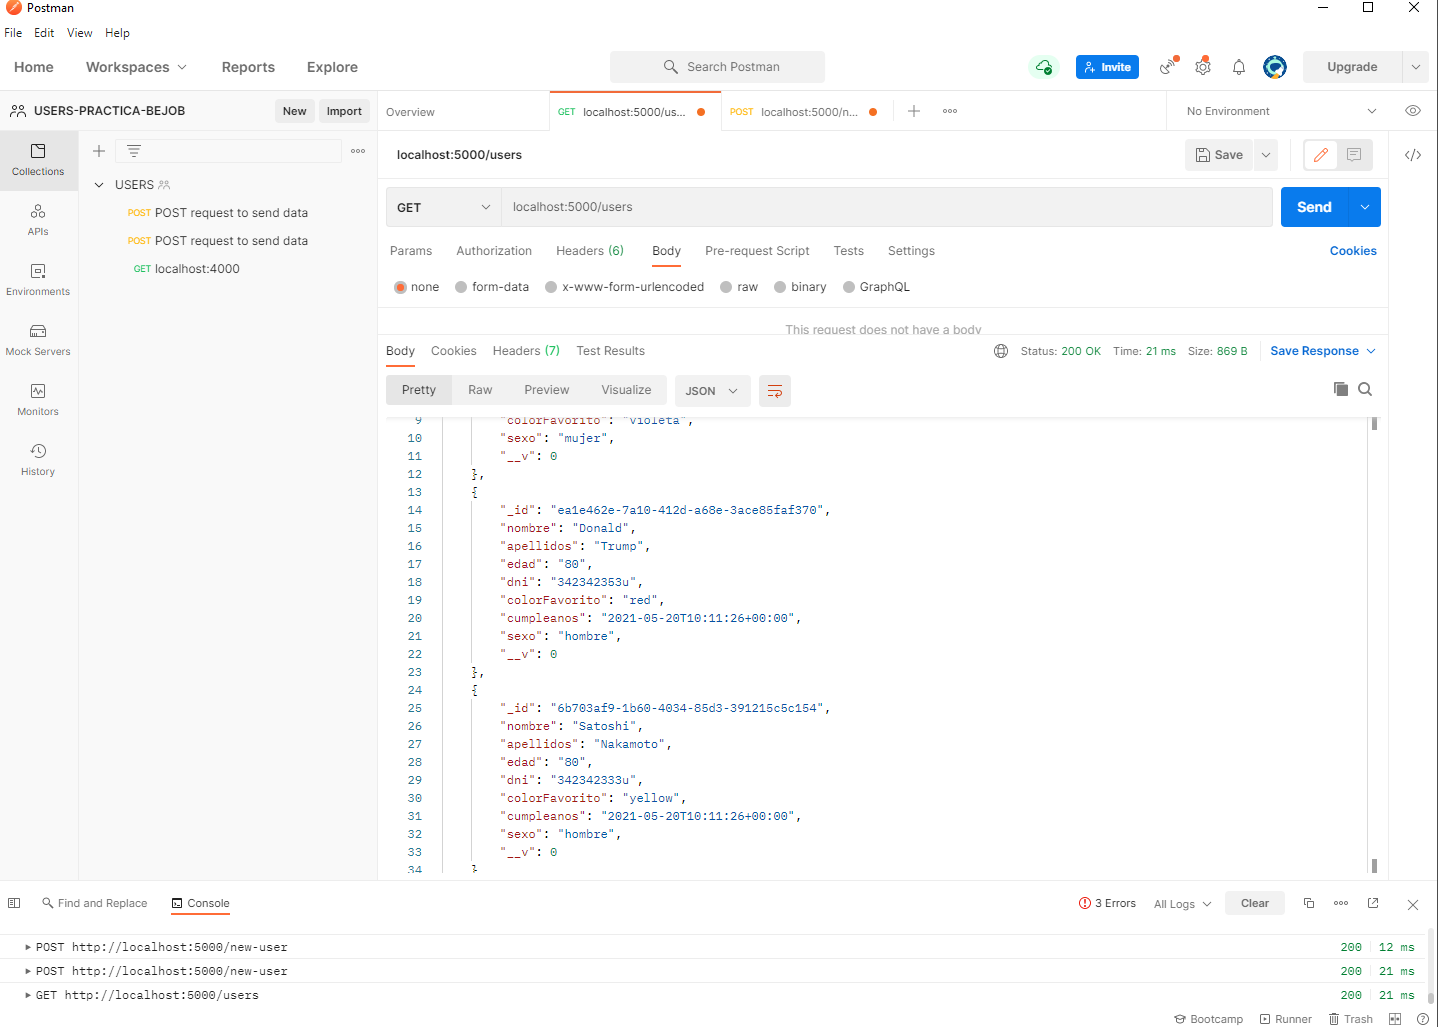 Postman
File Edit View Help
Home Workspaces Reports Explore Search Postman Invite Upgrade
USERS-PRACTICA-BEJOB New Import
Overview GET localhost:5000/us... POST localhost:5000/n... No Environment
Collections
APIs
Environments
Mock Servers
Monitors
History
USERS
POST POST request to send data
POST POST request to send data
GET localhost:4000
localhost:5000/users Save
GET localhost:5000/users Send
Params Authorization Headers (6) Body Pre-request Script Tests Settings Cookies
none form-data x-www-form-urlencoded raw binary GraphQL
This request does not have a body
Body Cookies Headers (7) Test Results Status: 200 OK Time: 21 ms Size: 869 B Save Response
Pretty Raw Preview Visualize JSON
9 "colorFavorito": "violeta",
10 "sexo": "mujer",
11 "__v": 0
12 },
13 {
14 "_id": "ea1e462e-7a10-412d-a68e-3ace85faf370",
15 "nombre": "Donald",
16 "apellidos": "Trump",
17 "edad": "80",
18 "dni": "342342353u",
19 "colorFavorito": "red",
20 "cumpleanos": "2021-05-20T10:11:26+00:00",
21 "sexo": "hombre",
22 "__v": 0
23 },
24 {
25 "_id": "6b703af9-1b60-4034-85d3-391215c5c154",
26 "nombre": "Satoshi",
27 "apellidos": "Nakamoto",
28 "edad": "80",
29 "dni": "342342333u",
30 "colorFavorito": "yellow",
31 "cumpleanos": "2021-05-20T10:11:26+00:00",
32 "sexo": "hombre",
33 "__v": 0
34 }
Find and Replace Console 3 Errors All Logs Clear
POST http://localhost:5000/new-user 200 12 ms
POST http://localhost:5000/new-user 200 21 ms
GET http://localhost:5000/users 200 21 ms
Bootcamp Runner Trash